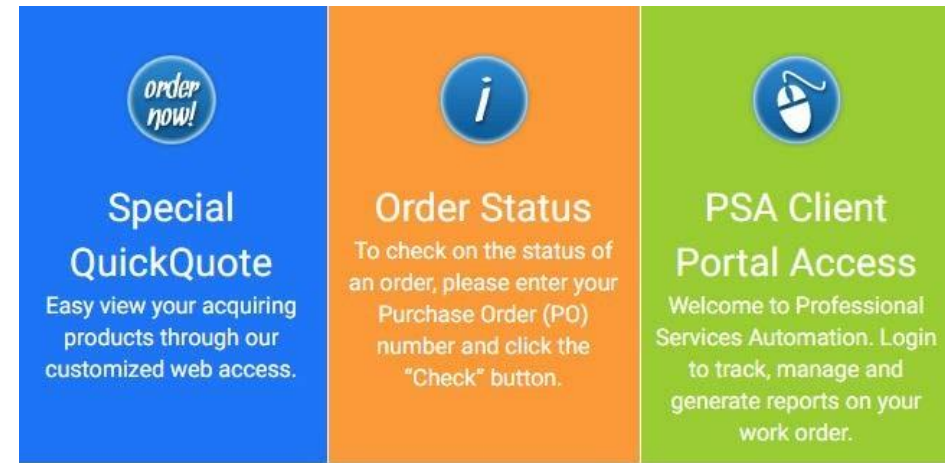 order
now!
Special
QuickQuote
Easy view your acquiring
products through our
customized web access.
i
Order Status
To check on the status of
an order, please enter your
Purchase Order (PO)
number and click the
“Check” button.
PSA Client
Portal Access
Welcome to Professional
Services Automation. Login
to track, manage and
generate reports on your
work order.